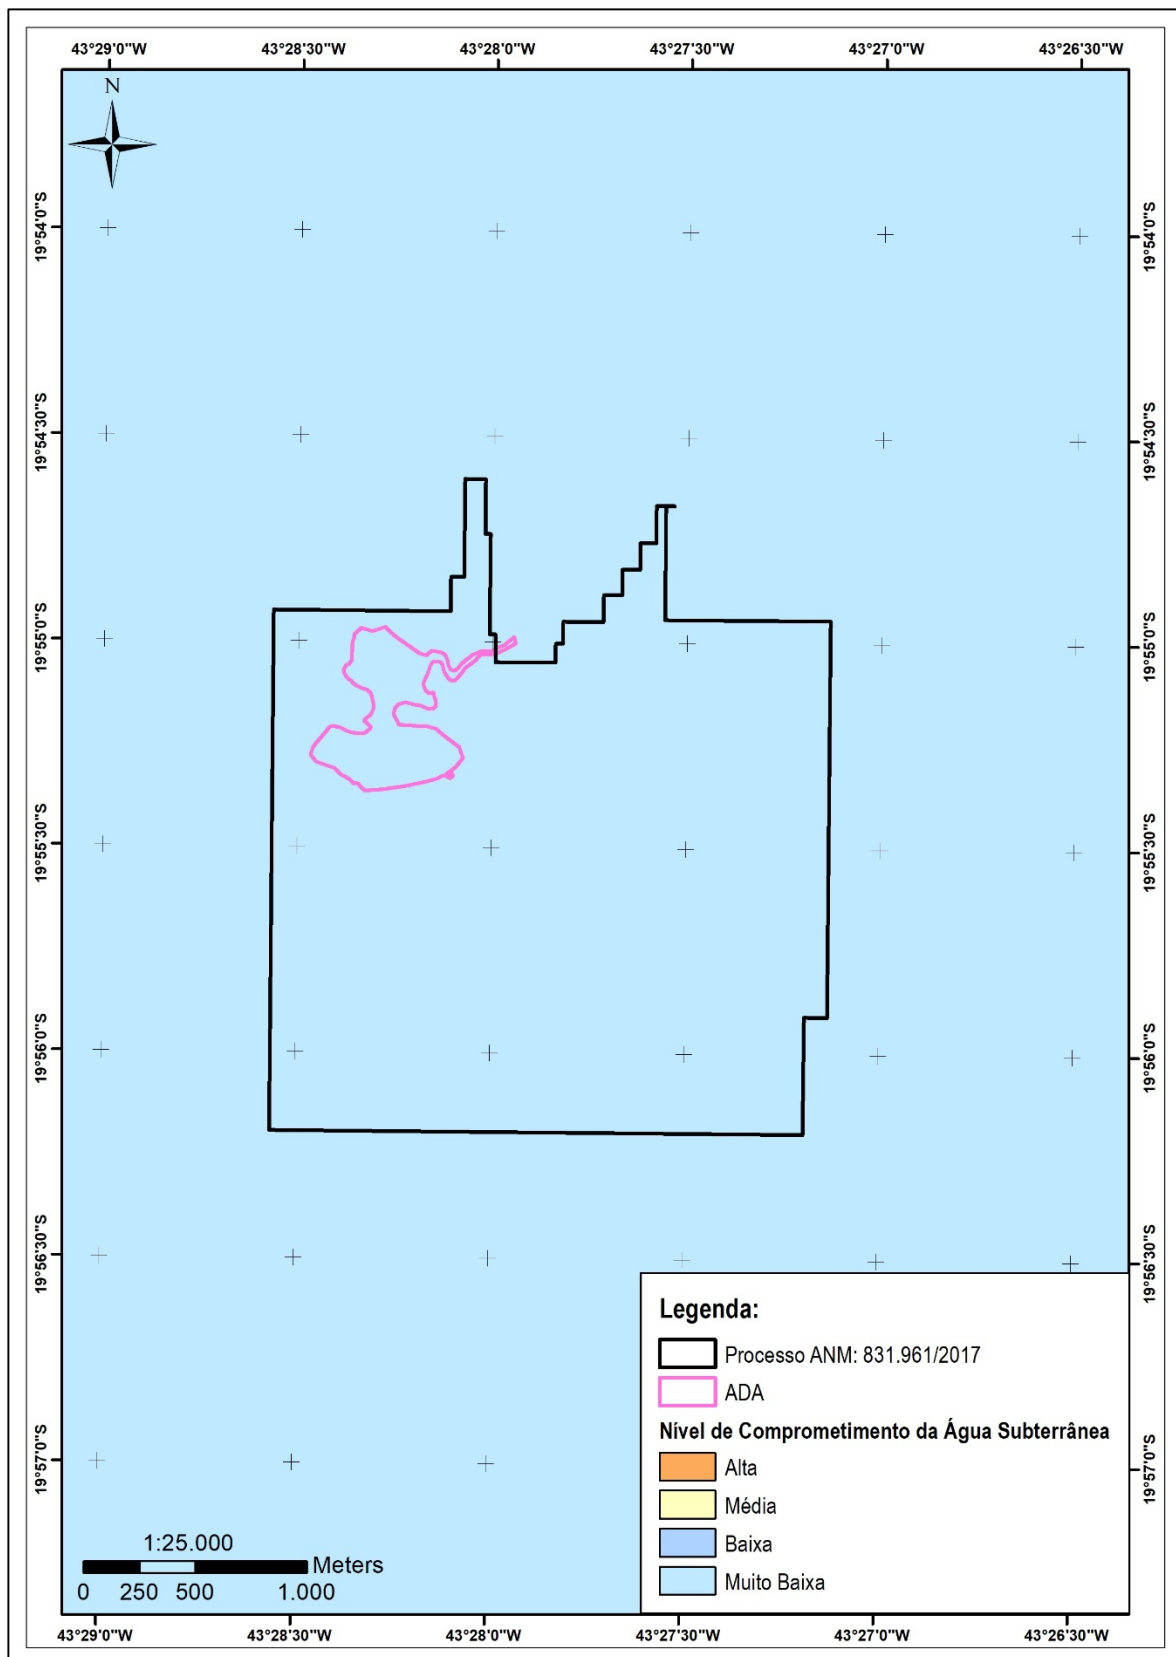 43°29'0"W 43°28'30"W 43°28'0"W 43°27'30"W 43°27'0"W 43°26'30"W
N
19°54'0"S 19°54'0"S
19°54'30"S 19°54'30"S
19°55'0"S 19°55'0"S
19°55'30"S 19°55'30"S
19°56'0"S 19°56'0"S
19°56'30"S 19°56'30"S
19°57'0"S 19°57'0"S
Legenda:
Processo ANM: 831.961/2017
ADA
Nível de Comprometimento da Água Subterrânea
Alta
Média
Baixa
Muito Baixa
1:25.000
Meters
0 250 500 1.000
43°29'0"W 43°28'30"W 43°28'0"W 43°27'30"W 43°27'0"W 43°26'30"W